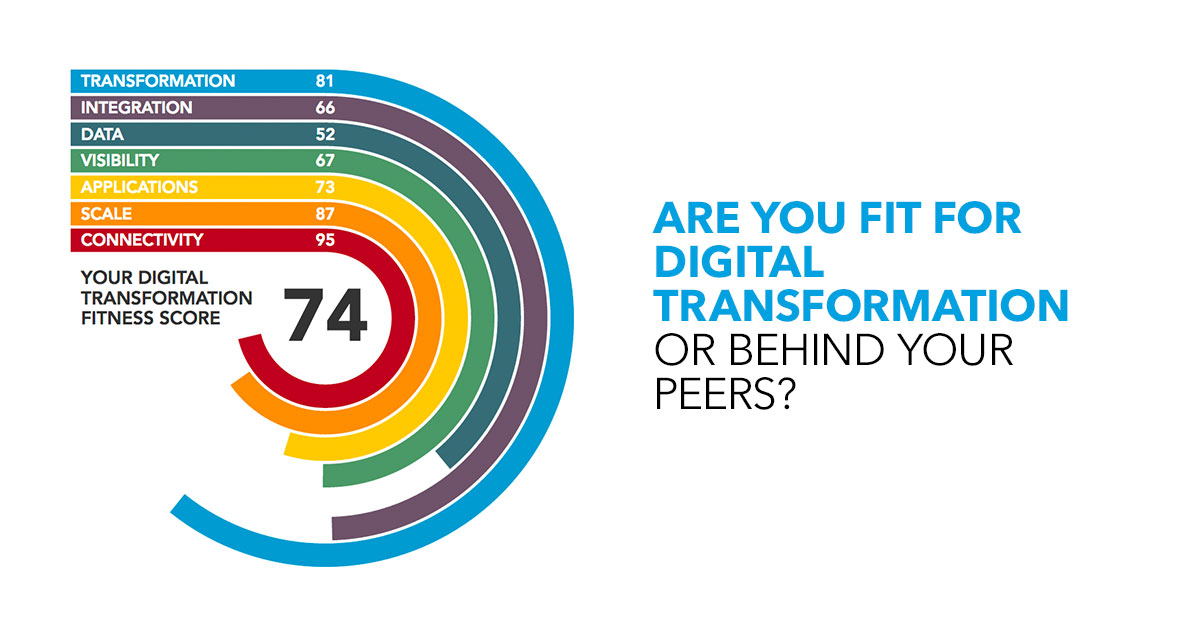 TRANSFORMATION 81
INTEGRATION 66
DATA 52
VISIBILITY 67
APPLICATIONS 73
SCALE 87
CONNECTIVITY 95
YOUR DIGITAL
TRANSFORMATION
FITNESS SCORE
74
ARE YOU FIT FOR
DIGITAL
TRANSFORMATION
OR BEHIND YOUR
PEERS?